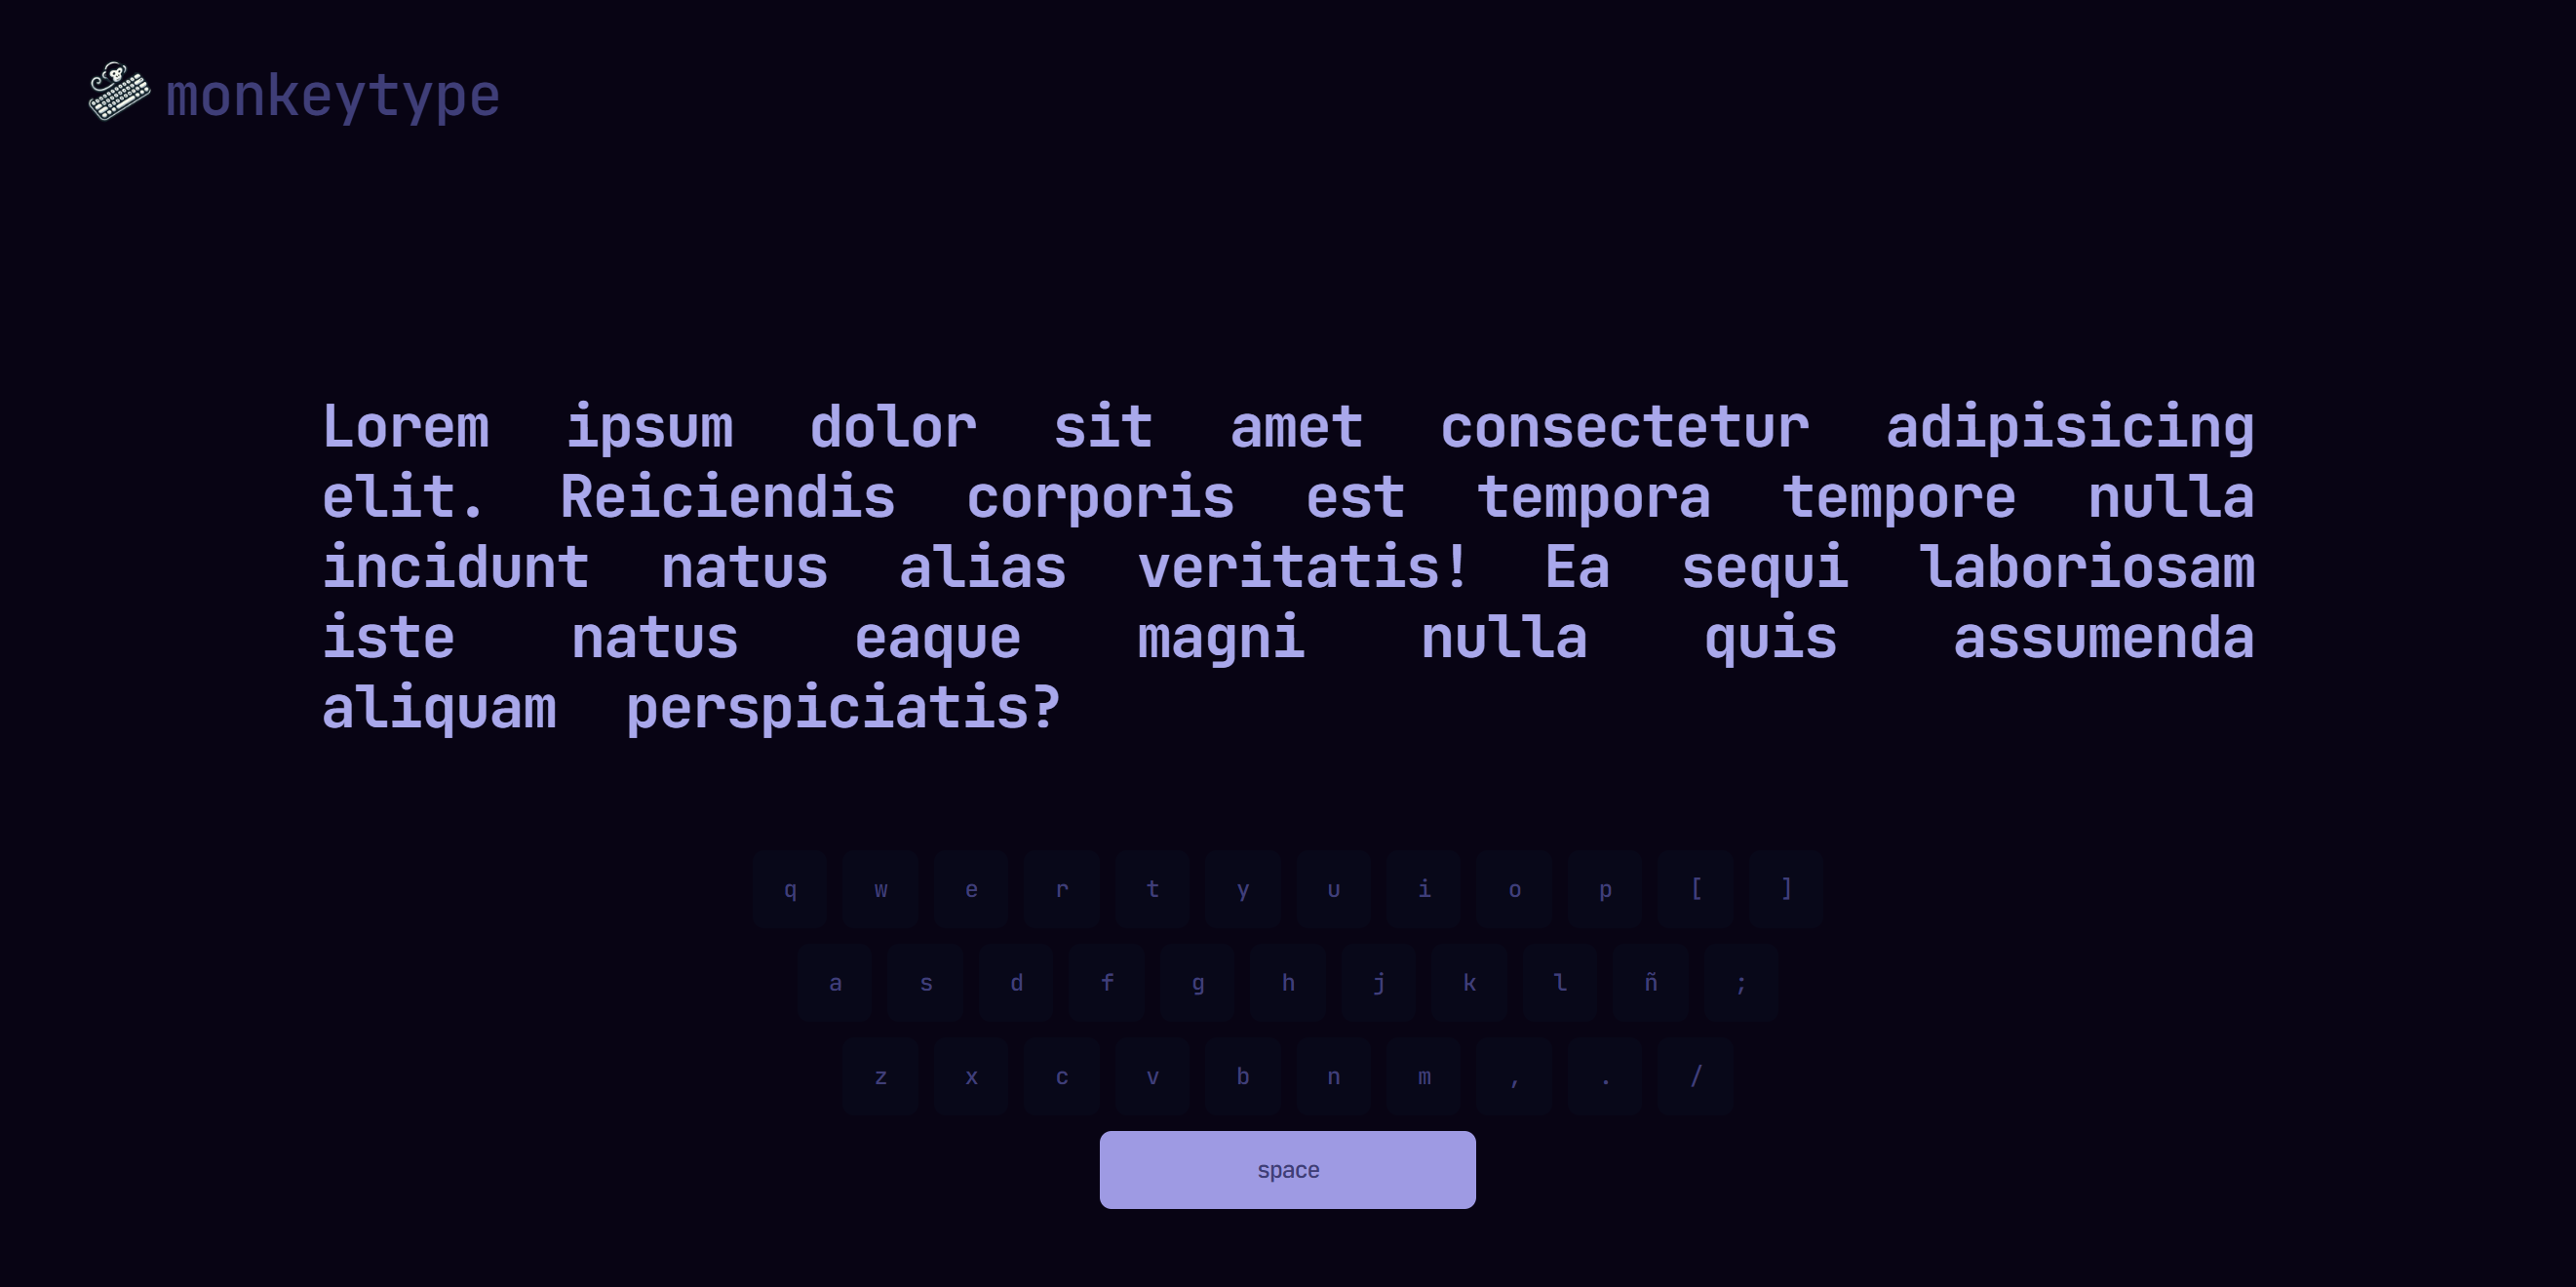 monkeytype
Lorem ipsum dolor sit amet consectetur adipisicing
elit. Reiciendis corporis est tempora tempore nulla
incidunt natus alias veritatis! Ea sequi laboriosam
iste natus eaque magni nulla quis assumenda
aliquam perspiciatis?
q w e r t y u i o p [ ]
a s d f g h j k l ñ ;
z x c v b n m , . /
space